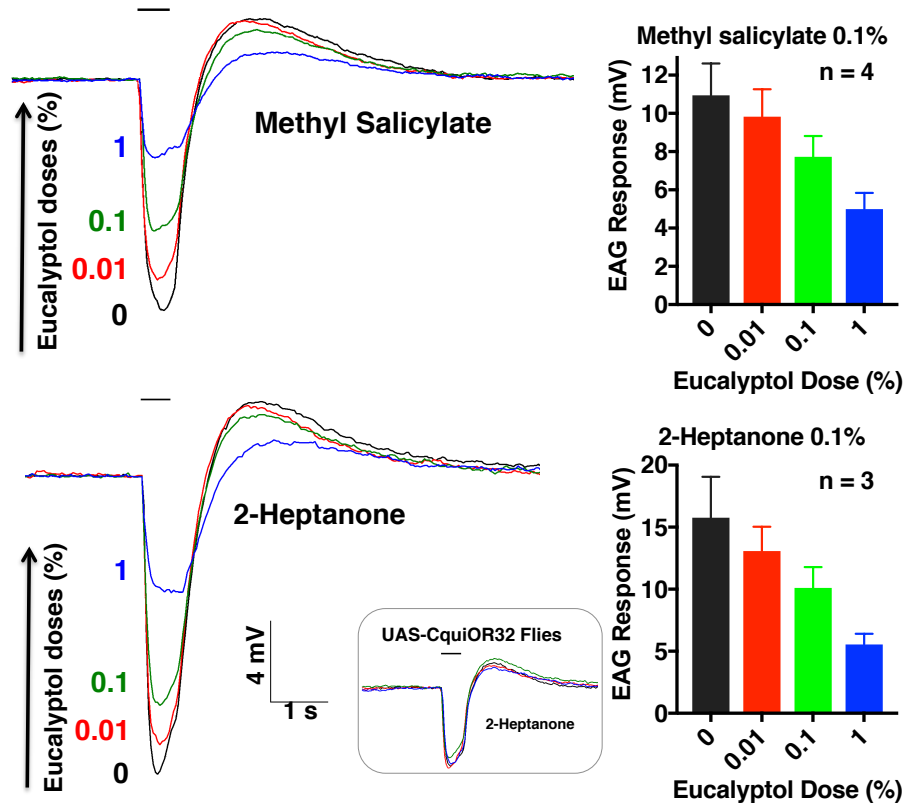 Eucalyptol doses (%)
1
0.1
0.01
0
Methyl Salicylate
Methyl salicylate 0.1%
n = 4
EAG Response (mV)
12
10
8
6
4
2
0
0
0.01
0.1
1
Eucalyptol Dose (%)
Eucalyptol doses (%)
1
0.1
0.01
0
2-Heptanone
4 mV
1 s
UAS-CquiOR32 Flies
2-Heptanone
2-Heptanone 0.1%
n = 3
EAG Response (mV)
20
15
10
5
0
0
0.01
0.1
1
Eucalyptol Dose (%)